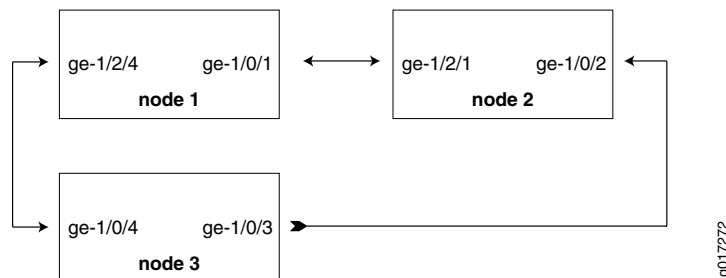 ge-1/2/4 ge-1/0/1
node 1
ge-1/2/1 ge-1/0/2
node 2
ge-1/0/4 ge-1/0/3
node 3
g017272